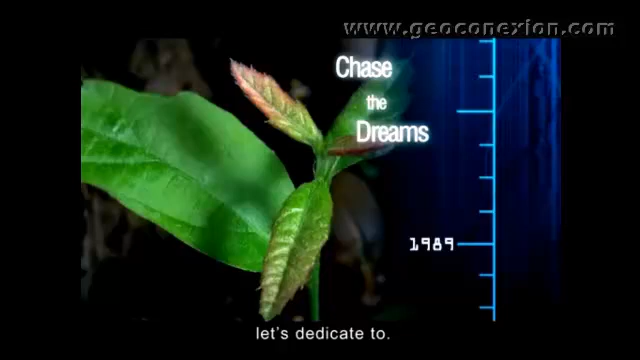 www.geoconexion.com
Chase
the
Dreams
1989
let's dedicate to.